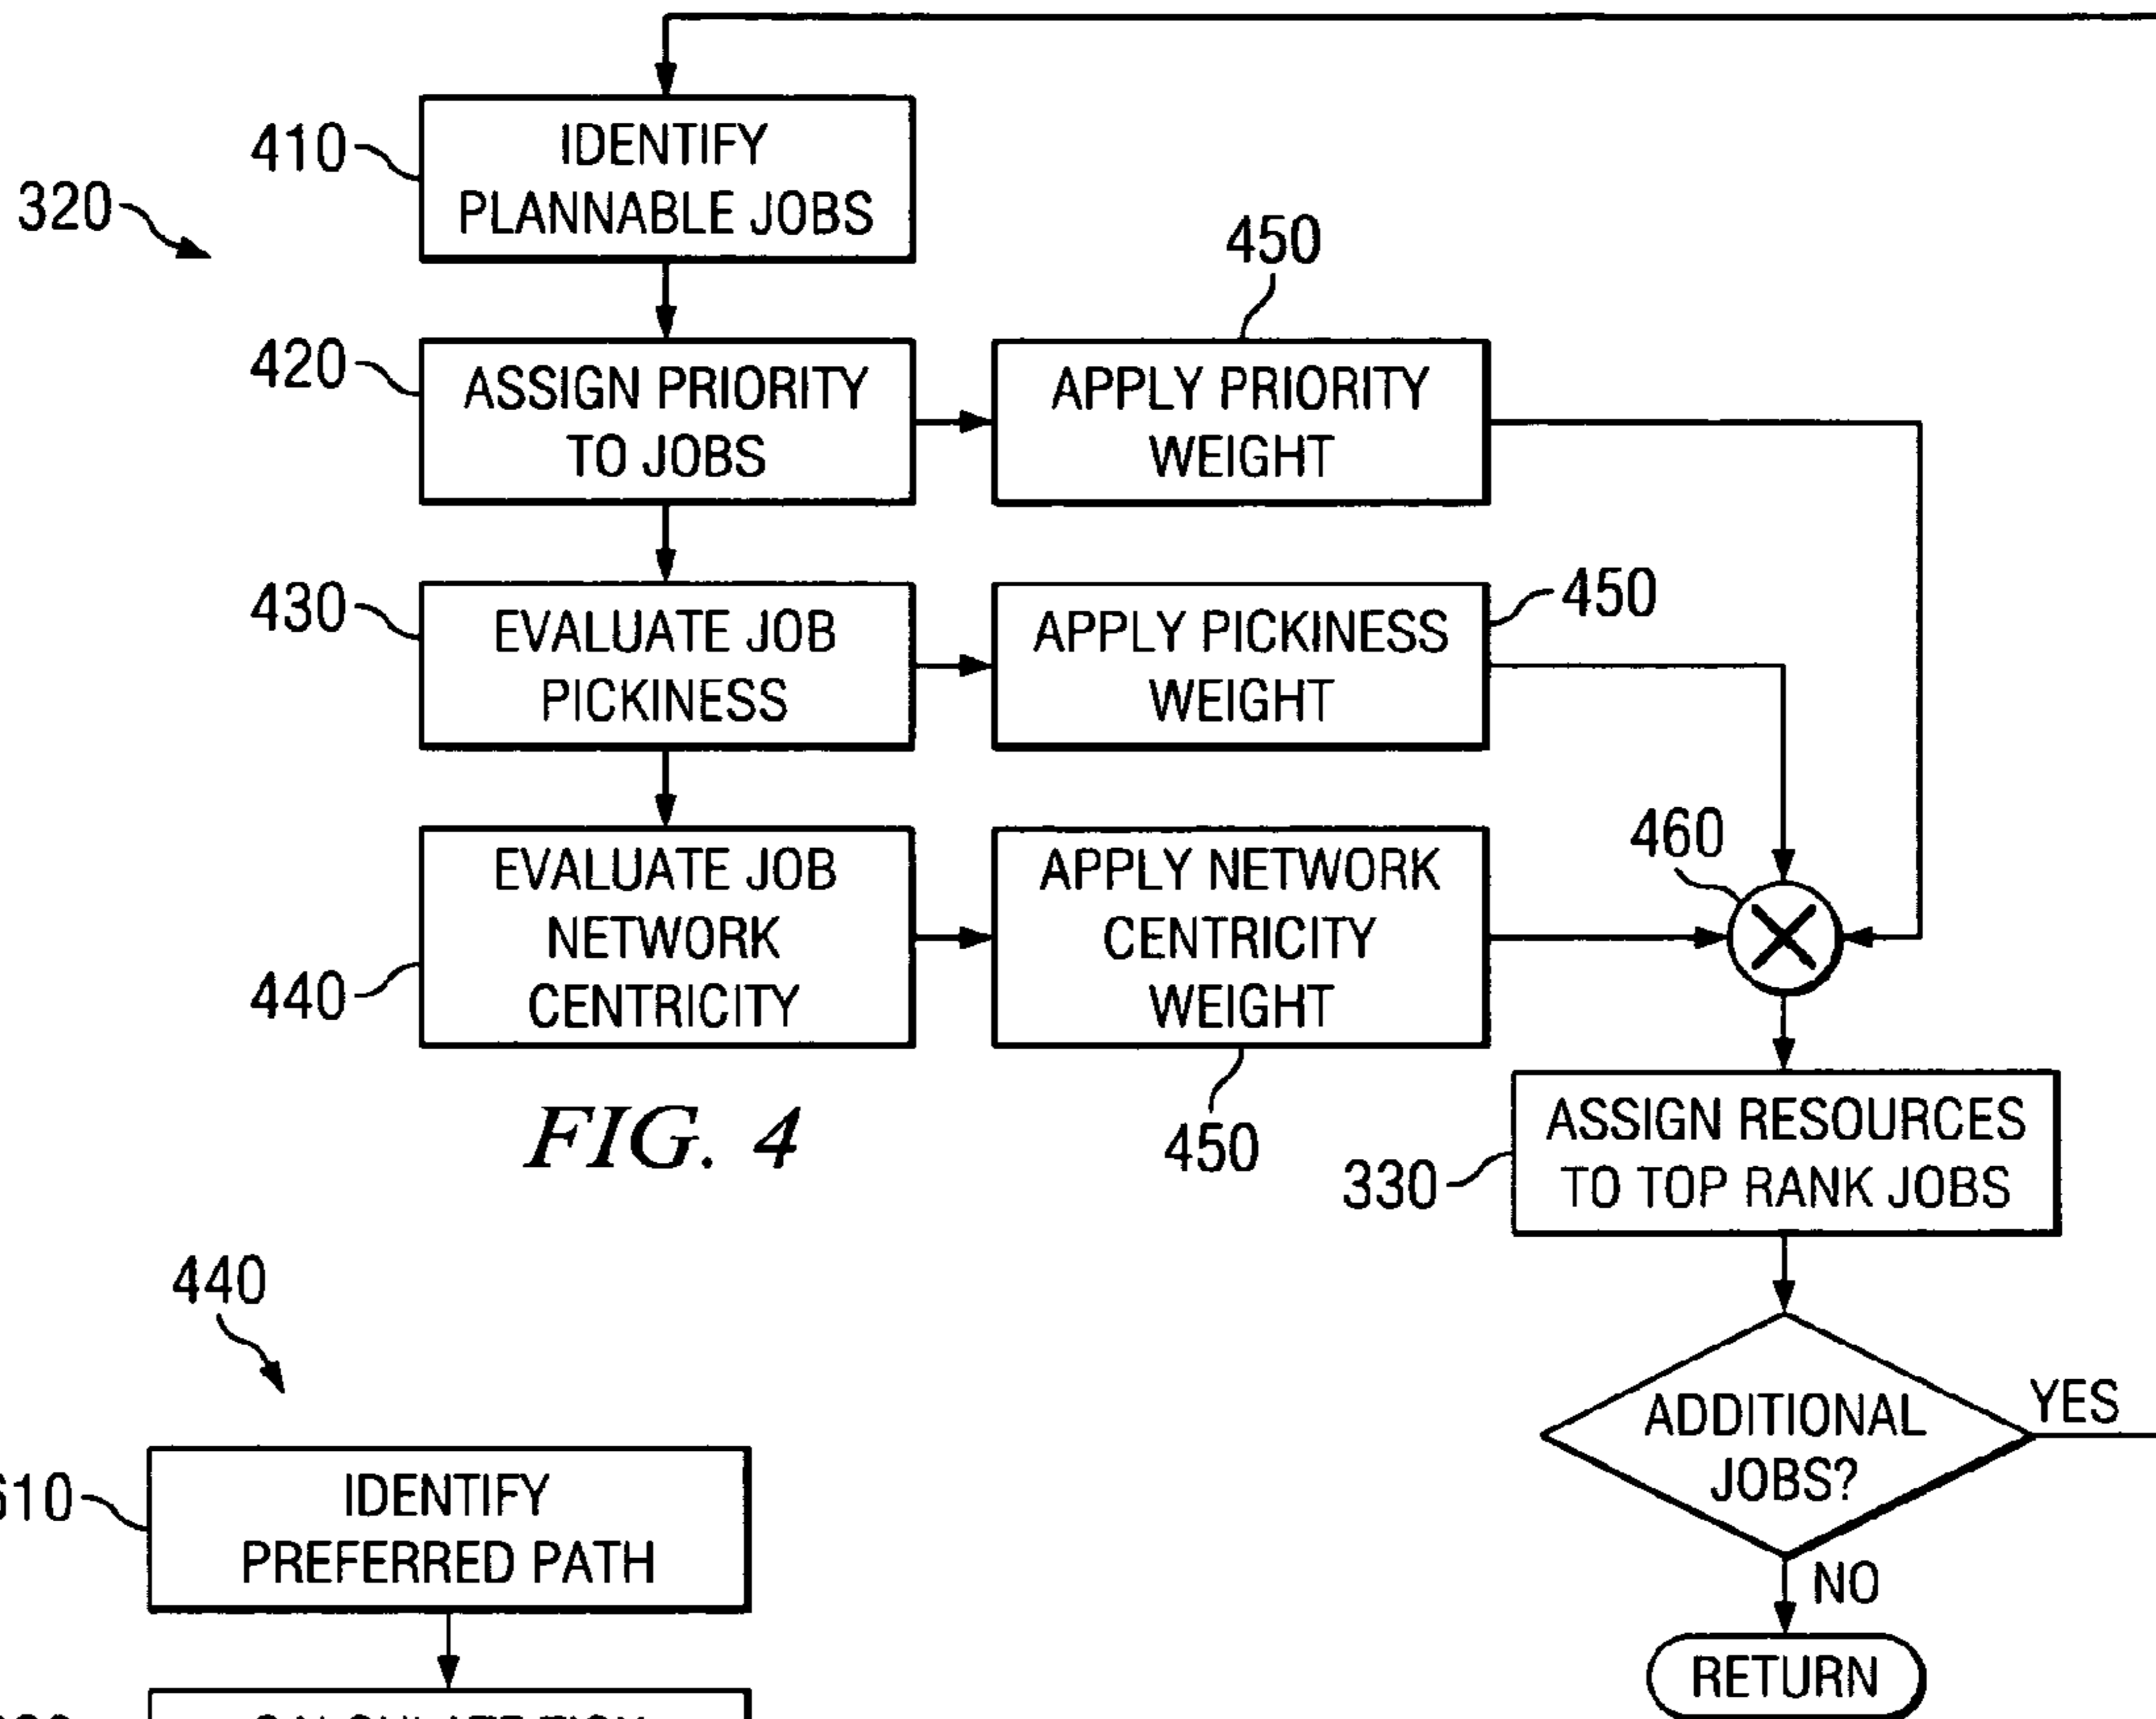 410
IDENTIFY
PLANNABLE JOBS
320
450
420
ASSIGN PRIORITY
TO JOBS
APPLY PRIORITY
WEIGHT
430
EVALUATE JOB
PICKINESS
APPLY PICKINESS
WEIGHT
450
440
EVALUATE JOB
NETWORK
CENTRICITY
APPLY NETWORK
CENTRICITY
WEIGHT
450
460
FIG. 4
330
ASSIGN RESOURCES
TO TOP RANK JOBS
ADDITIONAL
JOBS?
YES
NO
RETURN
440
610
IDENTIFY
PREFERRED PATH